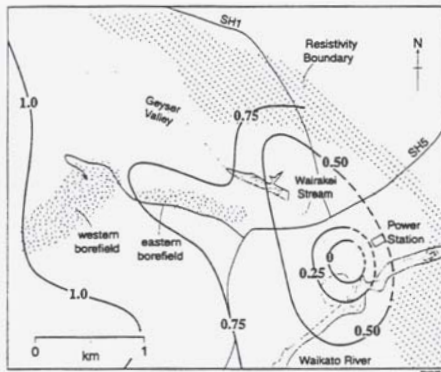 SH1
N
1.0
Resistivity
Boundary
Geyser
Valley
0.75
0.50
SH5
Wairakei
Stream
western
borefield
eastern
borefield
Power
Station
0
0.25
1.0
0.75
0.50
0
1
km
Waikato River